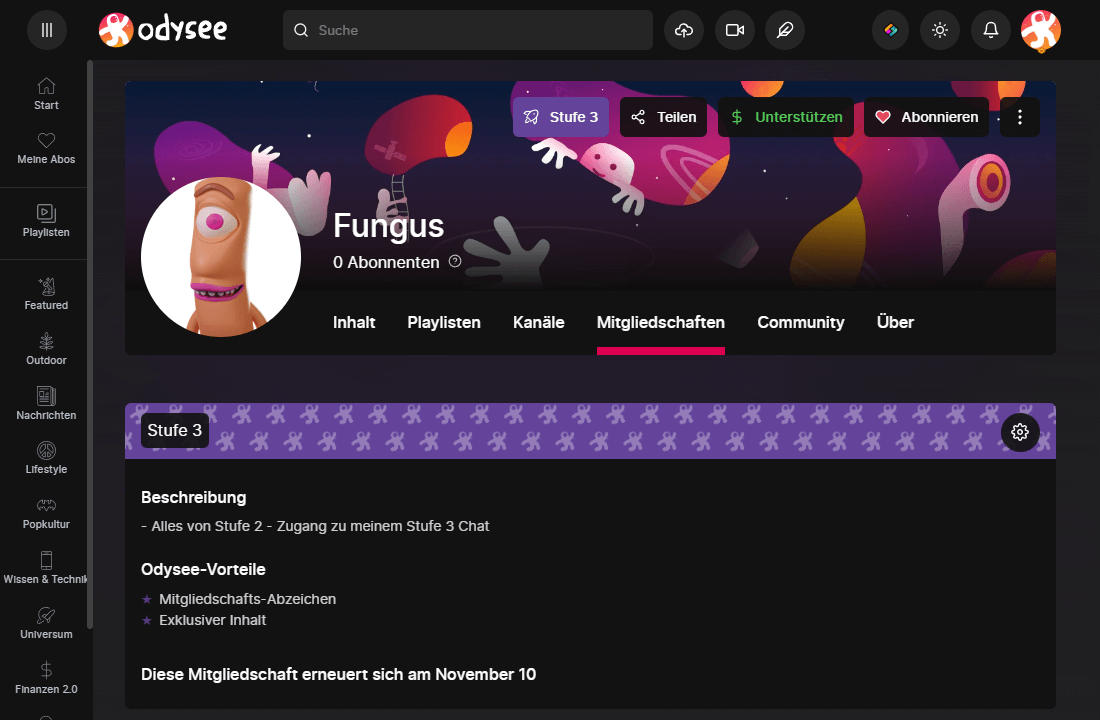 odysee
Suche
Start
Meine Abos
Playlisten
Featured
Outdoor
Nachrichten
Lifestyle
Popkultur
Wissen & Technik
Universum
Finanzen 2.0
Stufe 3
Teilen
Unterstützen
Abonnieren
Fungus
0 Abonnenten
Inhalt Playlisten Kanäle Mitgliedschaften Community Über
Stufe 3
Beschreibung
- Alles von Stufe 2 - Zugang zu meinem Stufe 3 Chat
Odysee-Vorteile
Mitgliedschafts-Abzeichen
Exklusiver Inhalt
Diese Mitgliedschaft erneuert sich am November 10